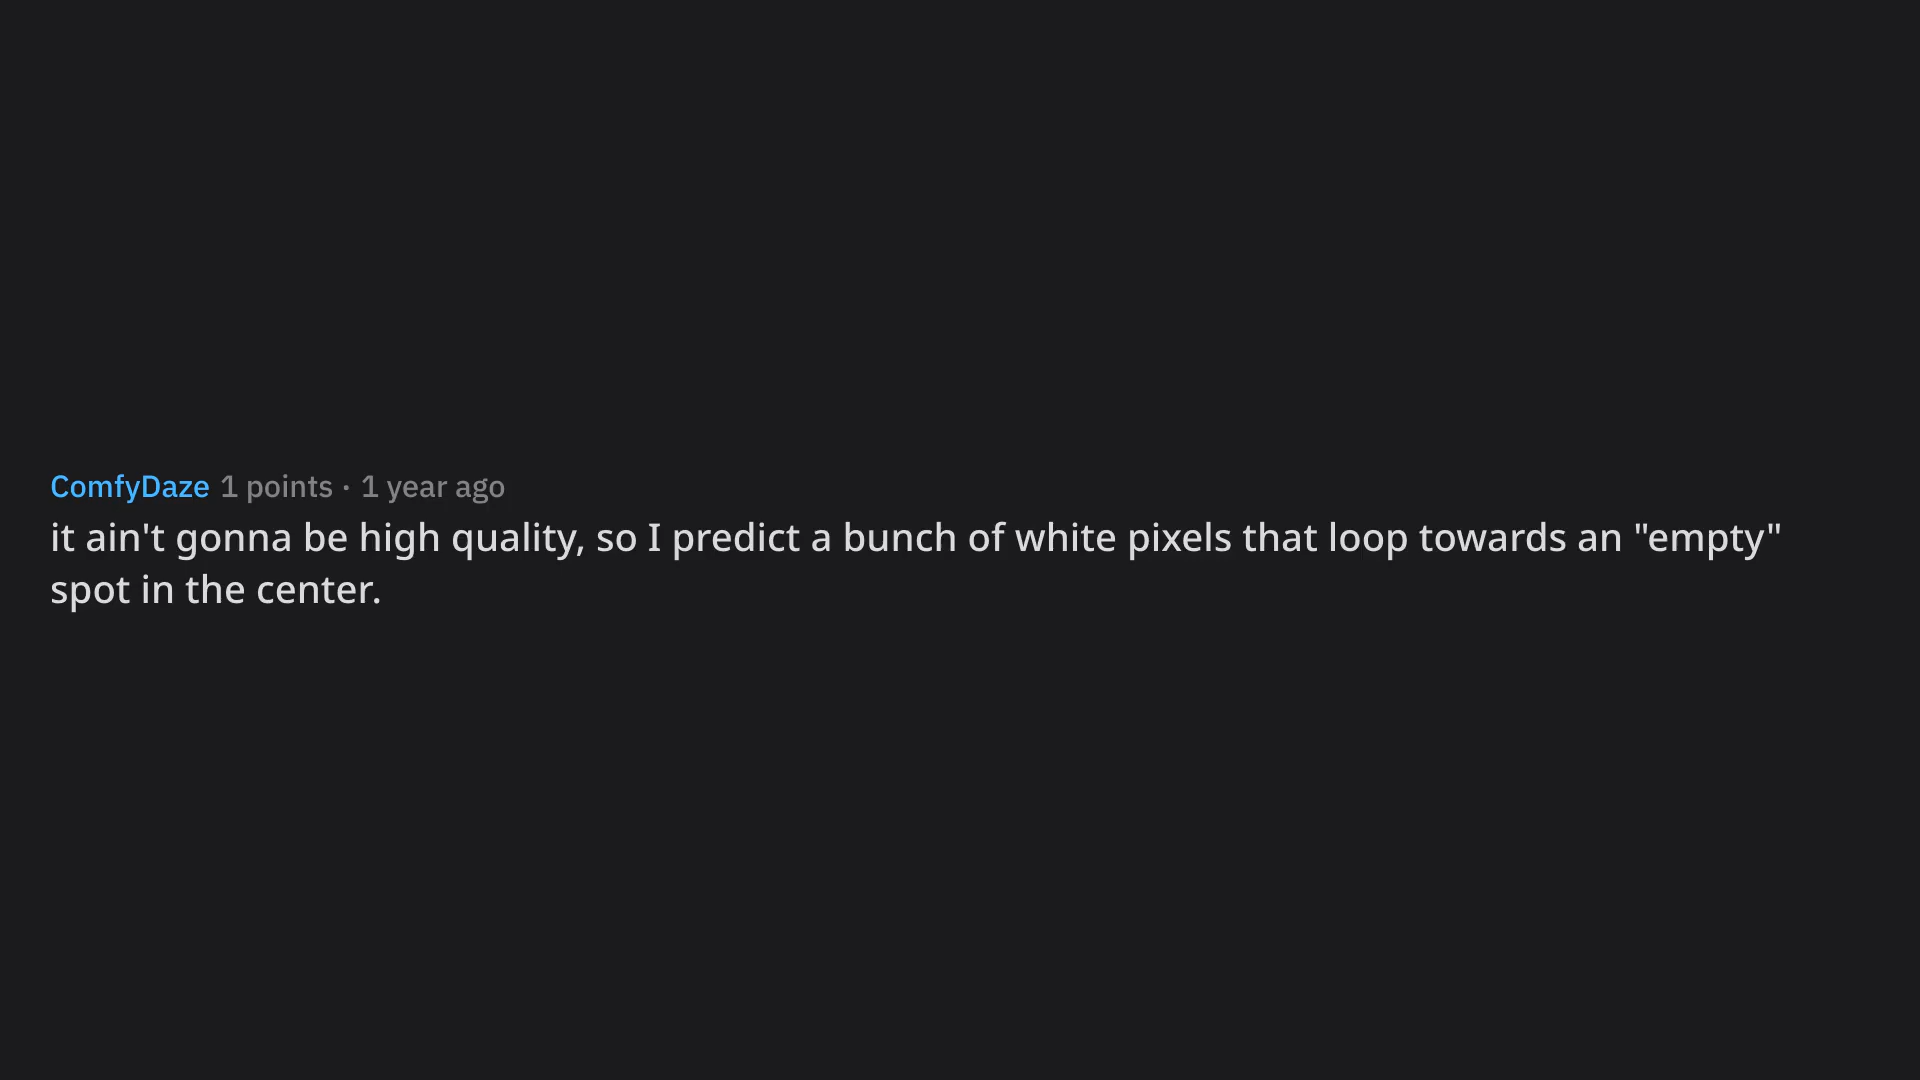 ComfyDaze 1 points · 1 year ago
it ain't gonna be high quality, so I predict a bunch of white pixels that loop towards an "empty"
spot in the center.